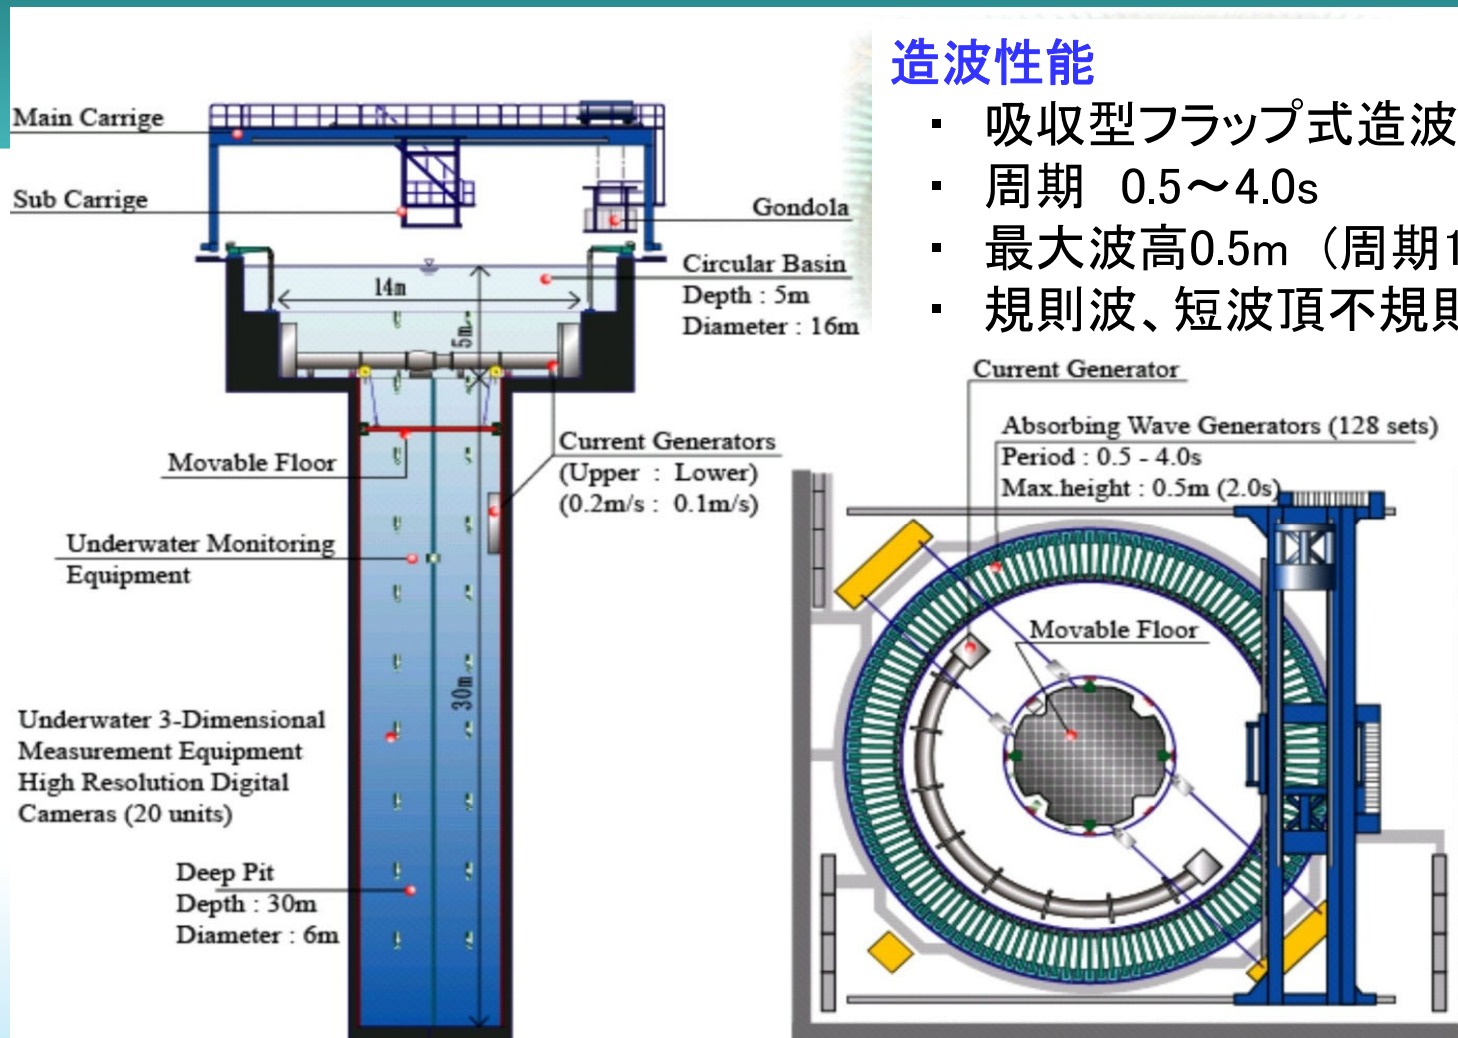 造波性能
・ 吸収型フラップ式造波
・ 周期 0.5～4.0s
・ 最大波高0.5m （周期1
・ 規則波、短波頂不規則
Main Carrige
Sub Carrige
Gondola
Circular Basin
Depth : 5m
Diameter : 16m
14m
5m
Current Generators
(Upper : Lower)
(0.2m/s : 0.1m/s)
Movable Floor
Underwater Monitoring
Equipment
30m
Underwater 3-Dimensional
Measurement Equipment
High Resolution Digital
Cameras (20 units)
Deep Pit
Depth : 30m
Diameter : 6m
Current Generator
Absorbing Wave Generators (128 sets)
Period : 0.5 - 4.0s
Max.height : 0.5m (2.0s)
Movable Floor